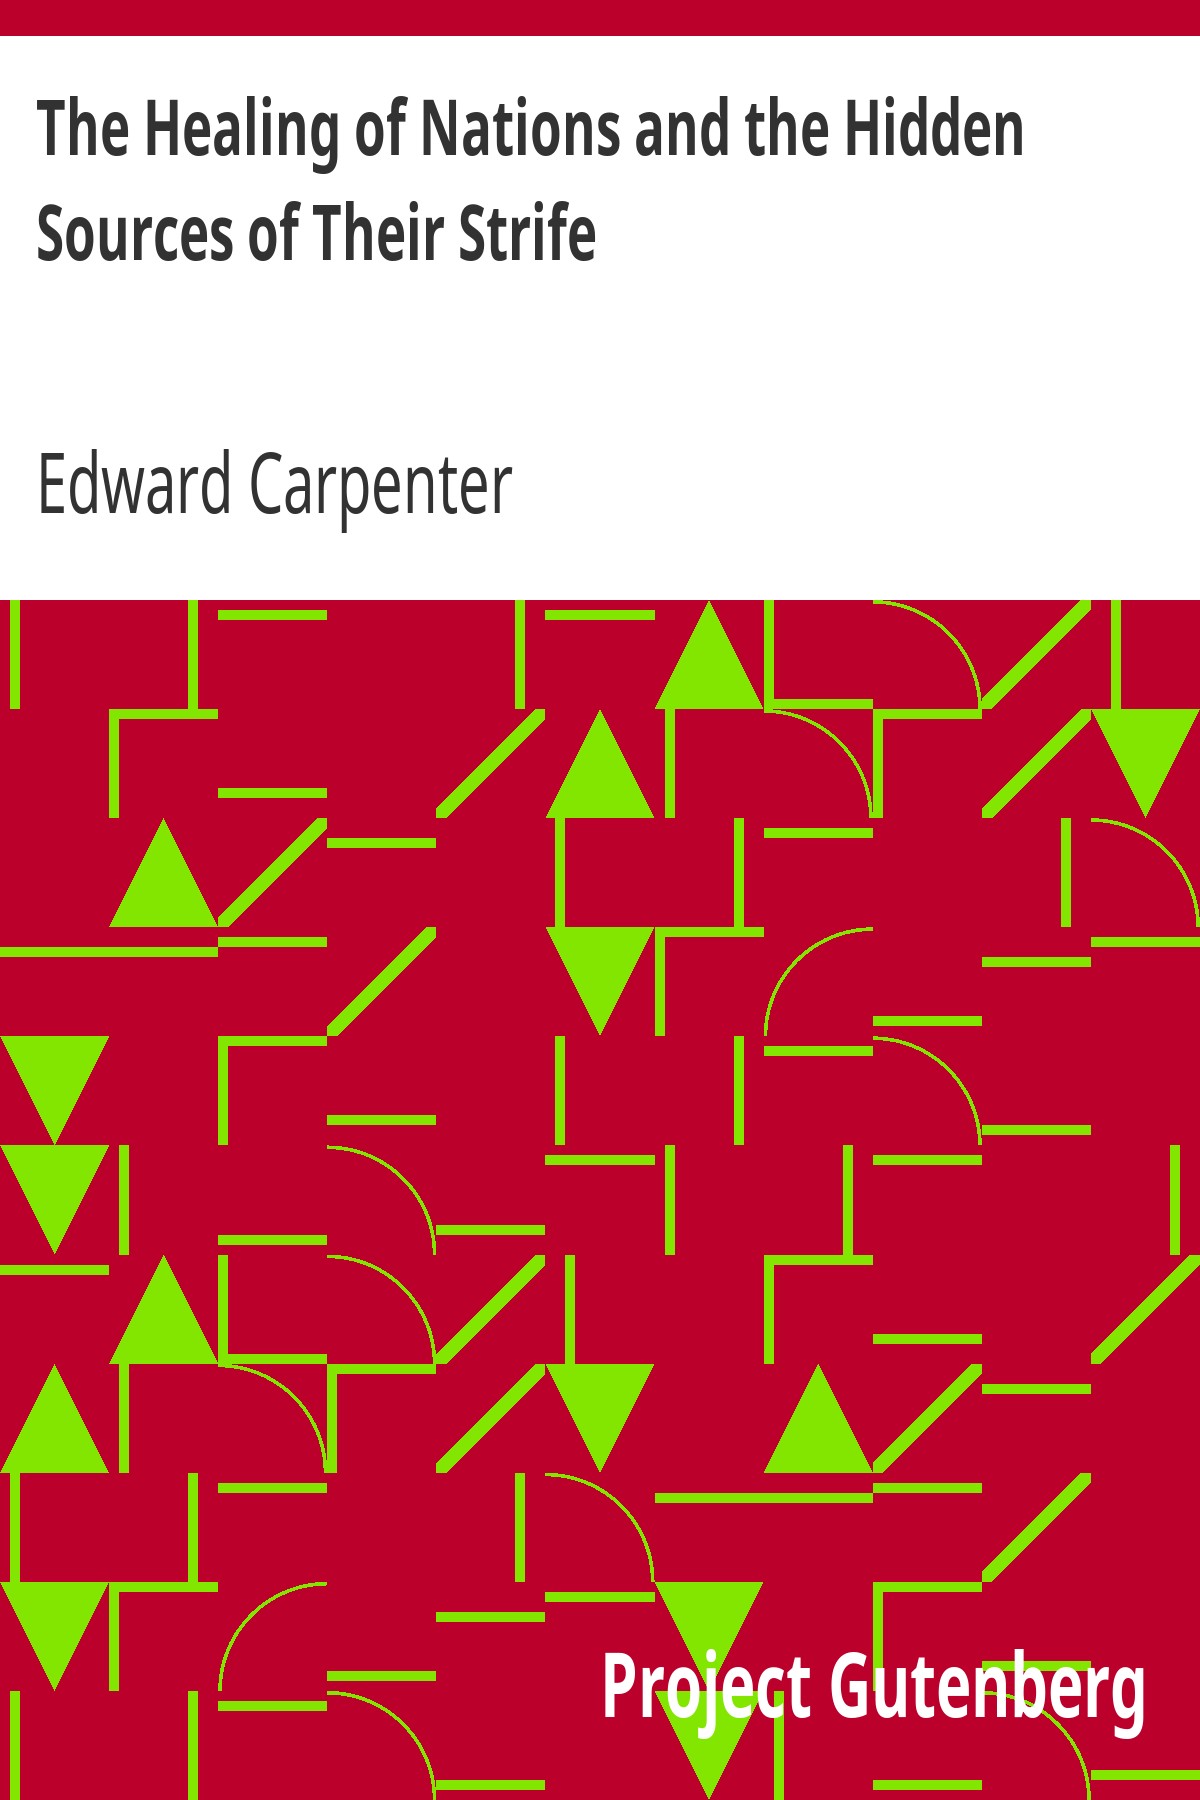 The Healing of Nations and the Hidden
Sources of Their Strife
Edward Carpenter
Project Gutenberg